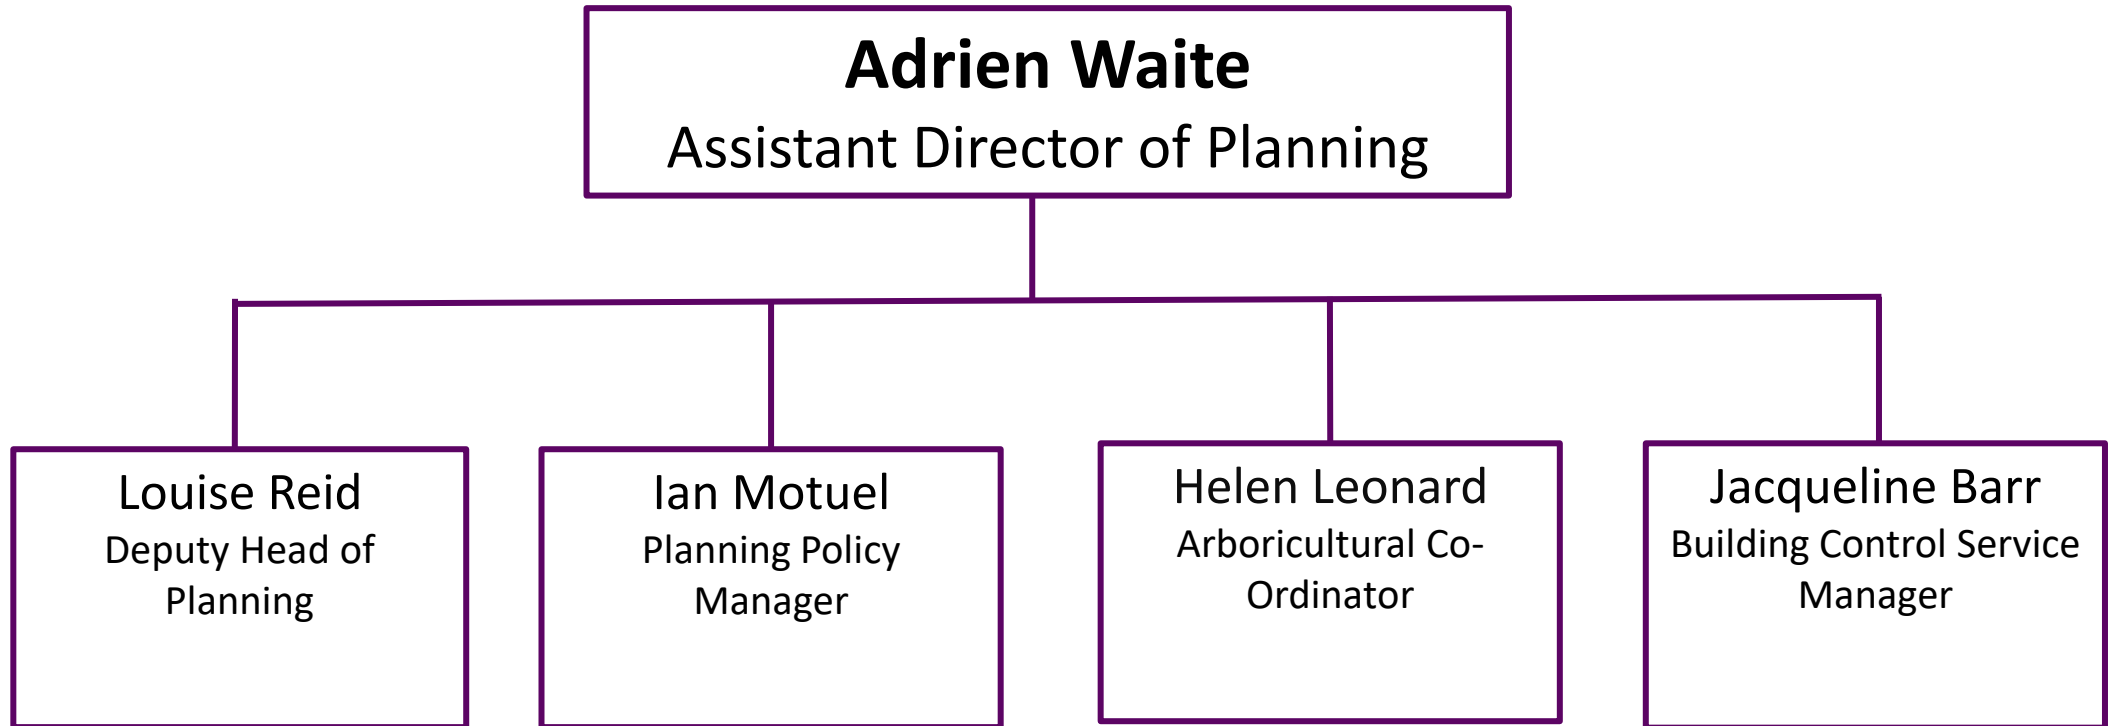 Adrien Waite
Assistant Director of Planning
Louise Reid
Deputy Head of
Planning
Ian Motuel
Planning Policy
Manager
Helen Leonard
Arboricultural Co-
Ordinator
Jacqueline Barr
Building Control Service
Manager